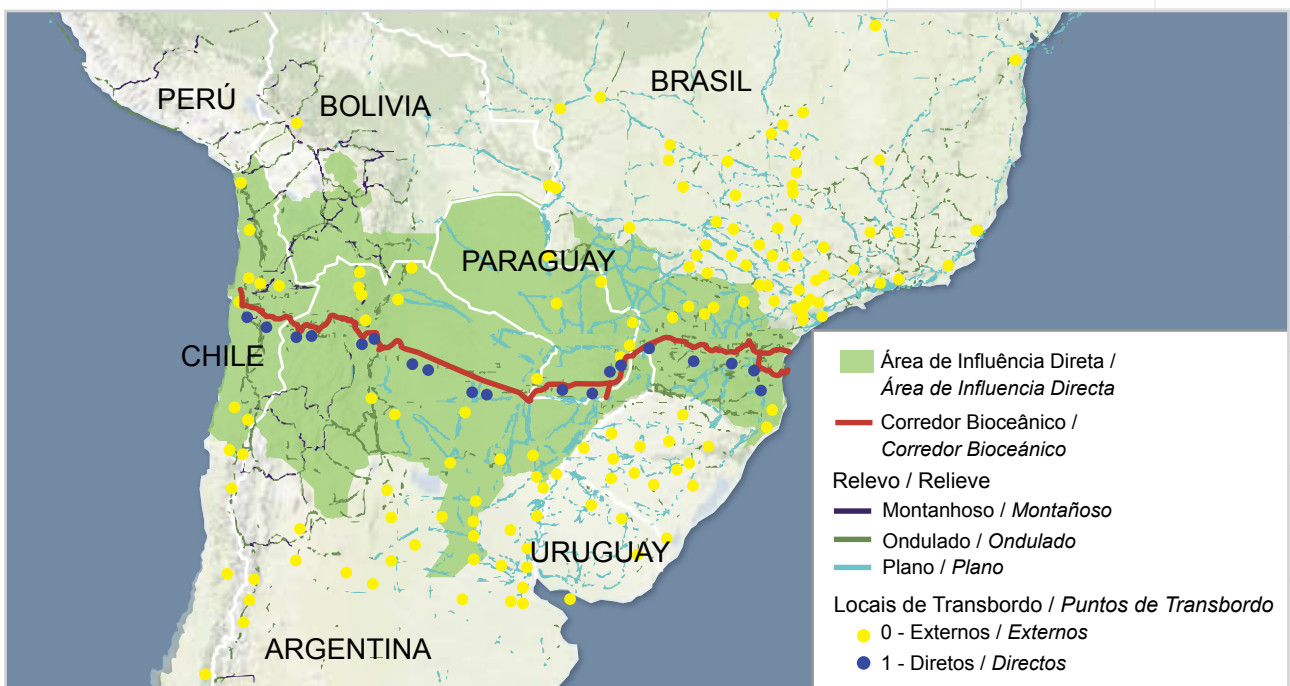 PERÚ
BOLIVIA
BRASIL
PARAGUAY
CHILE
URUGUAY
ARGENTINA
Área de Influência Direta /
Área de Influencia Directa
Corredor Bioceânico /
Corredor Bioceánico
Relevo / Relieve
Montanhoso / Montañoso
Ondulado / Ondulado
Plano / Plano
Locais de Transbordo / Puntos de Transbordo
0 - Externos / Externos
1 - Diretos / Directos